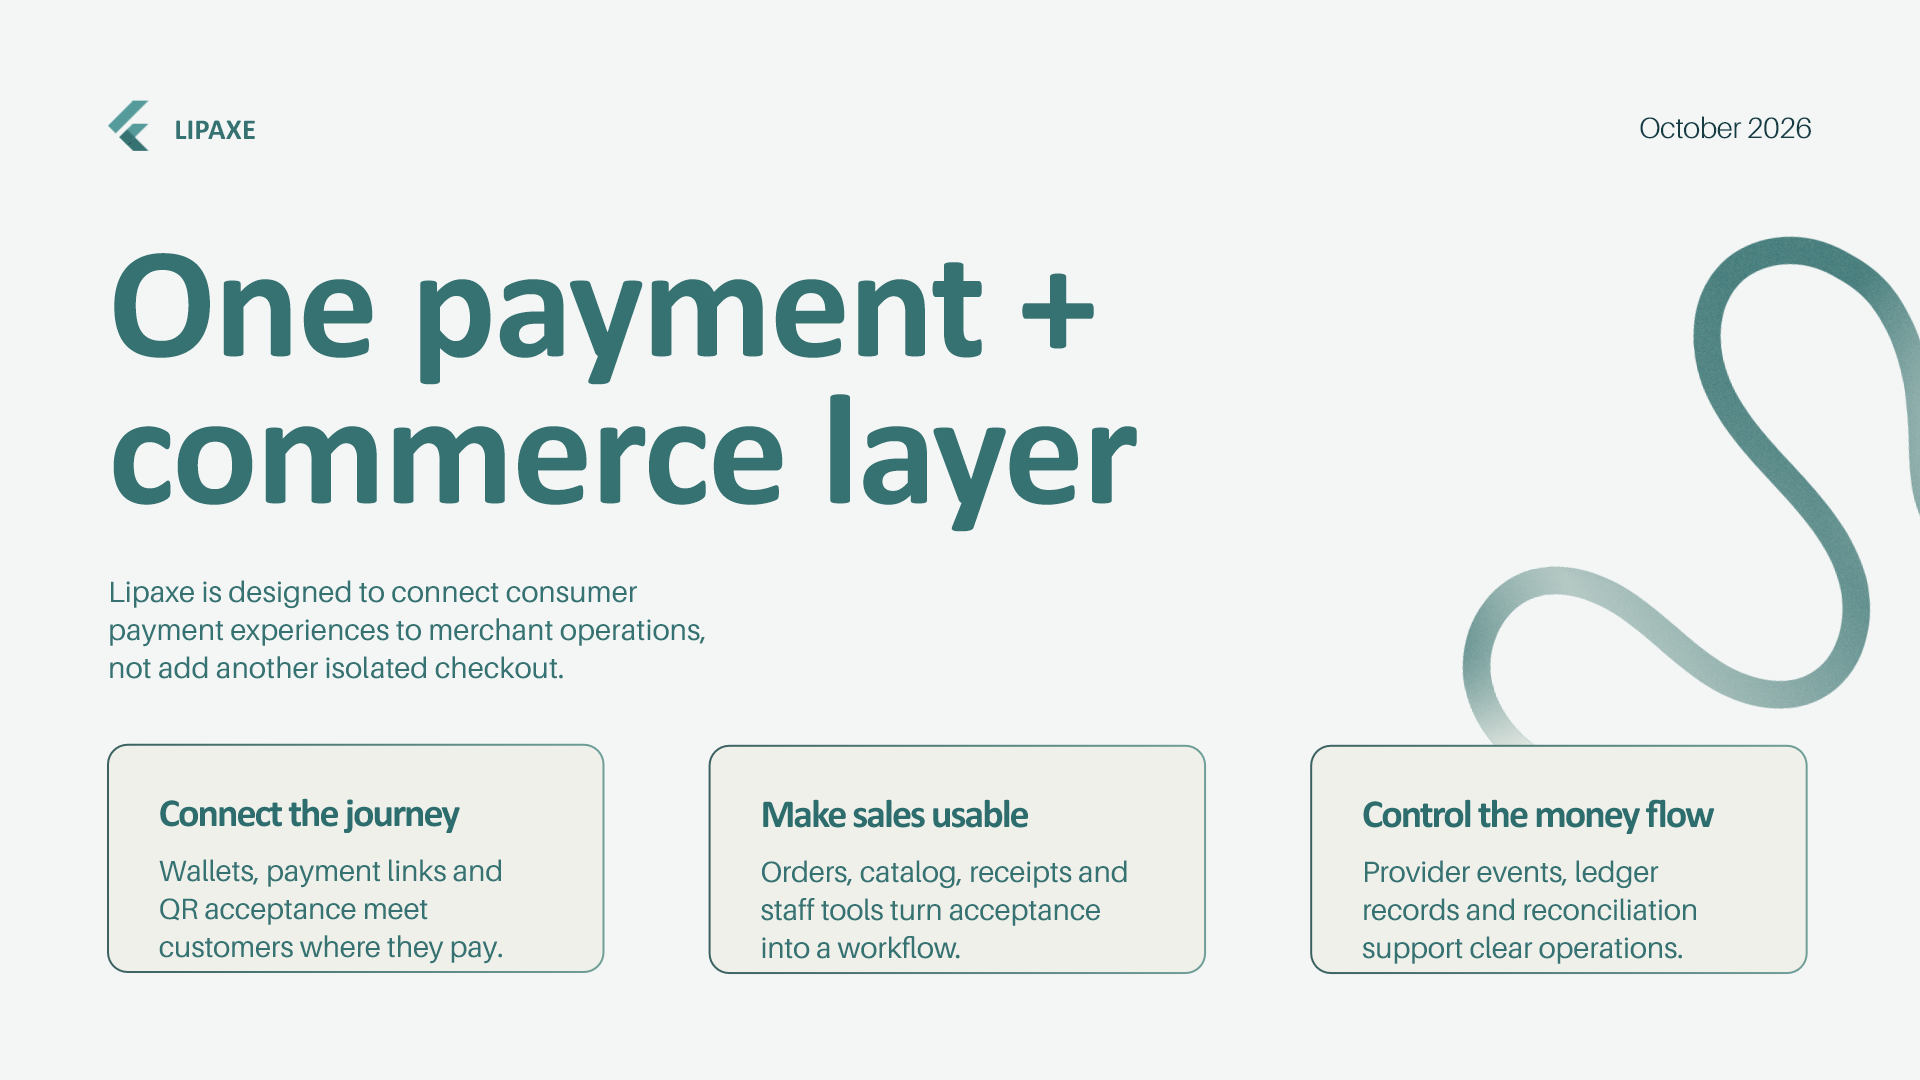 LIPAXE
October 2026
One payment +
commerce layer
Lipaxe is designed to connect consumer
payment experiences to merchant operations,
not add another isolated checkout.
Connect the journey
Wallets, payment links and
QR acceptance meet
customers where they pay.
Make sales usable
Orders, catalog, receipts and
staff tools turn acceptance
into a workflow.
Control the money flow
Provider events, ledger
records and reconciliation
support clear operations.